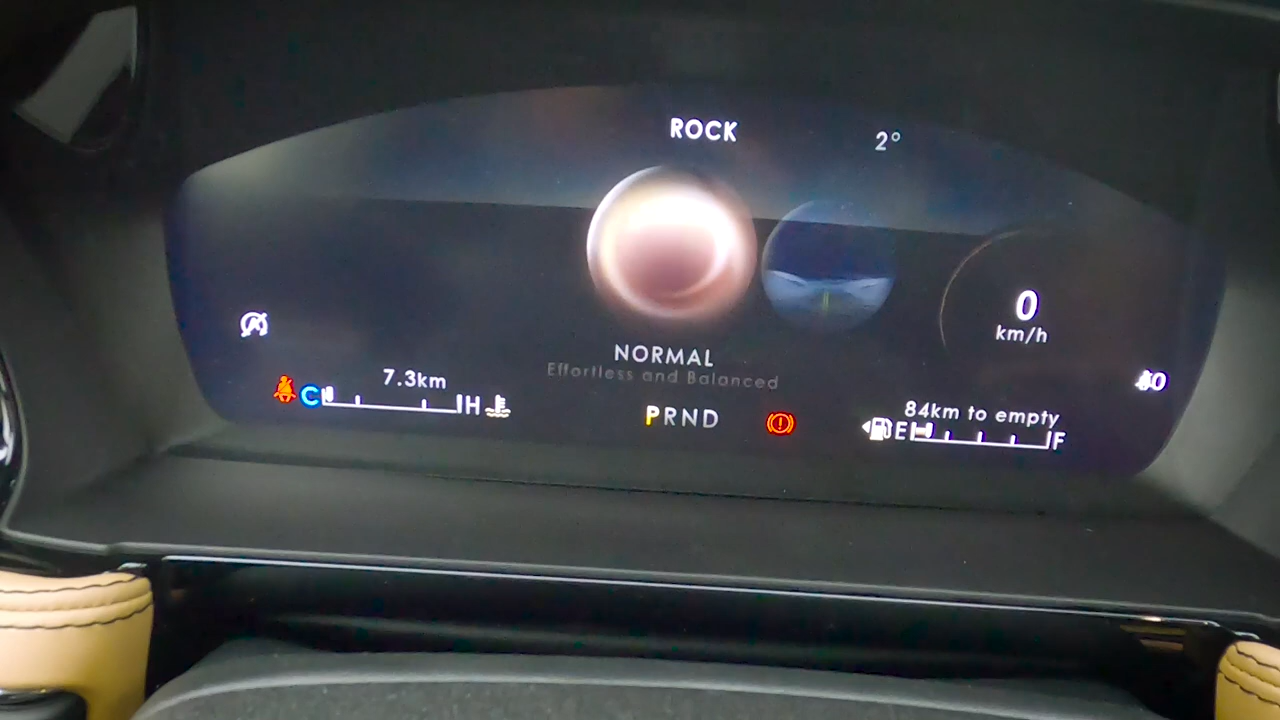 ROCK
2°
0
km/h
NORMAL
Effortless and Balanced
7.3km
C H
PRND
84km to empty
E F